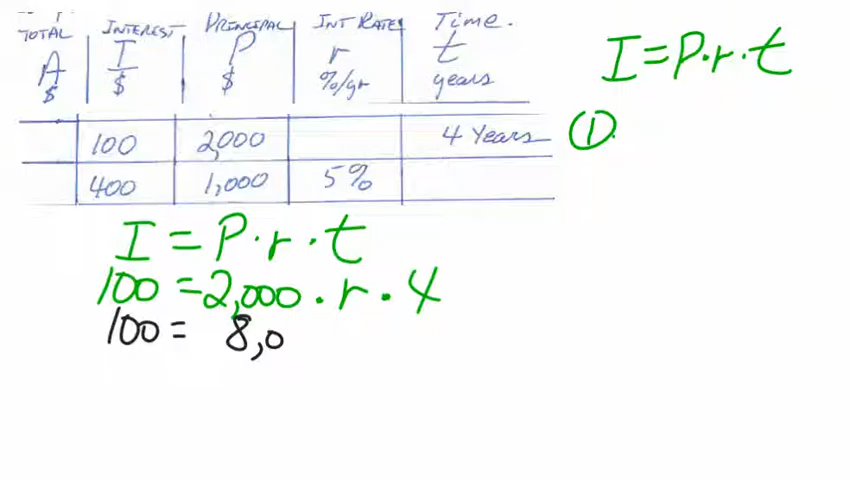 TOTAL INTEREST PRINCIPAL INT RATE Time.
A I P r t
$ $ $ %/yr years
100 2,000 4 Years
400 1,000 5%
I = P·r·t
①
I = P·r·t
100 = 2,000 · r · 4
100 = 8,0